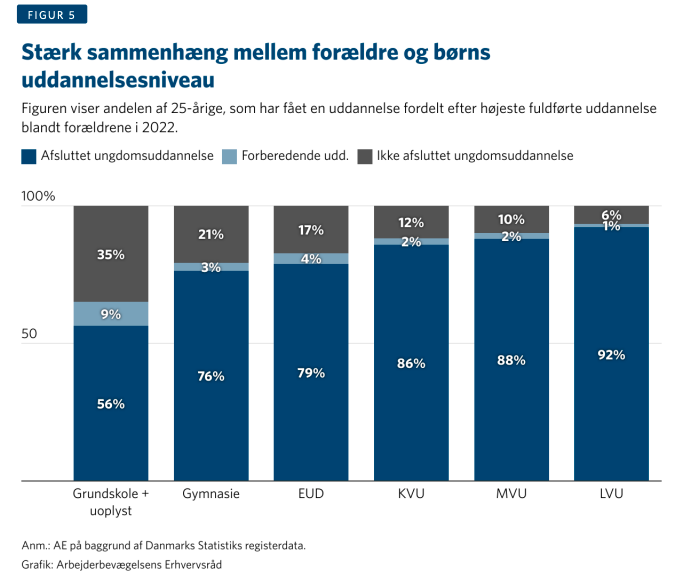 FIGUR 5
Stærk sammenhæng mellem forældre og børns
uddannelsesniveau
Figuren viser andelen af 25-årige, som har fået en uddannelse fordelt efter højeste fuldførte uddannelse
blandt forældrene i 2022.
Afsluttet ungdomsuddannelse Forberedende udd. Ikke afsluttet ungdomsuddannelse
100%
35% 21% 17% 12% 10% 6%
9% 3% 4% 2% 2% 1%
50
56% 76% 79% 86% 88% 92%
Grundskole + Gymnasie EUD KVU MVU LVU
uoplyst
Anm.: AE på baggrund af Danmarks Statistiks registerdata.
Grafik: Arbejderbevægelsens Erhvervsråd